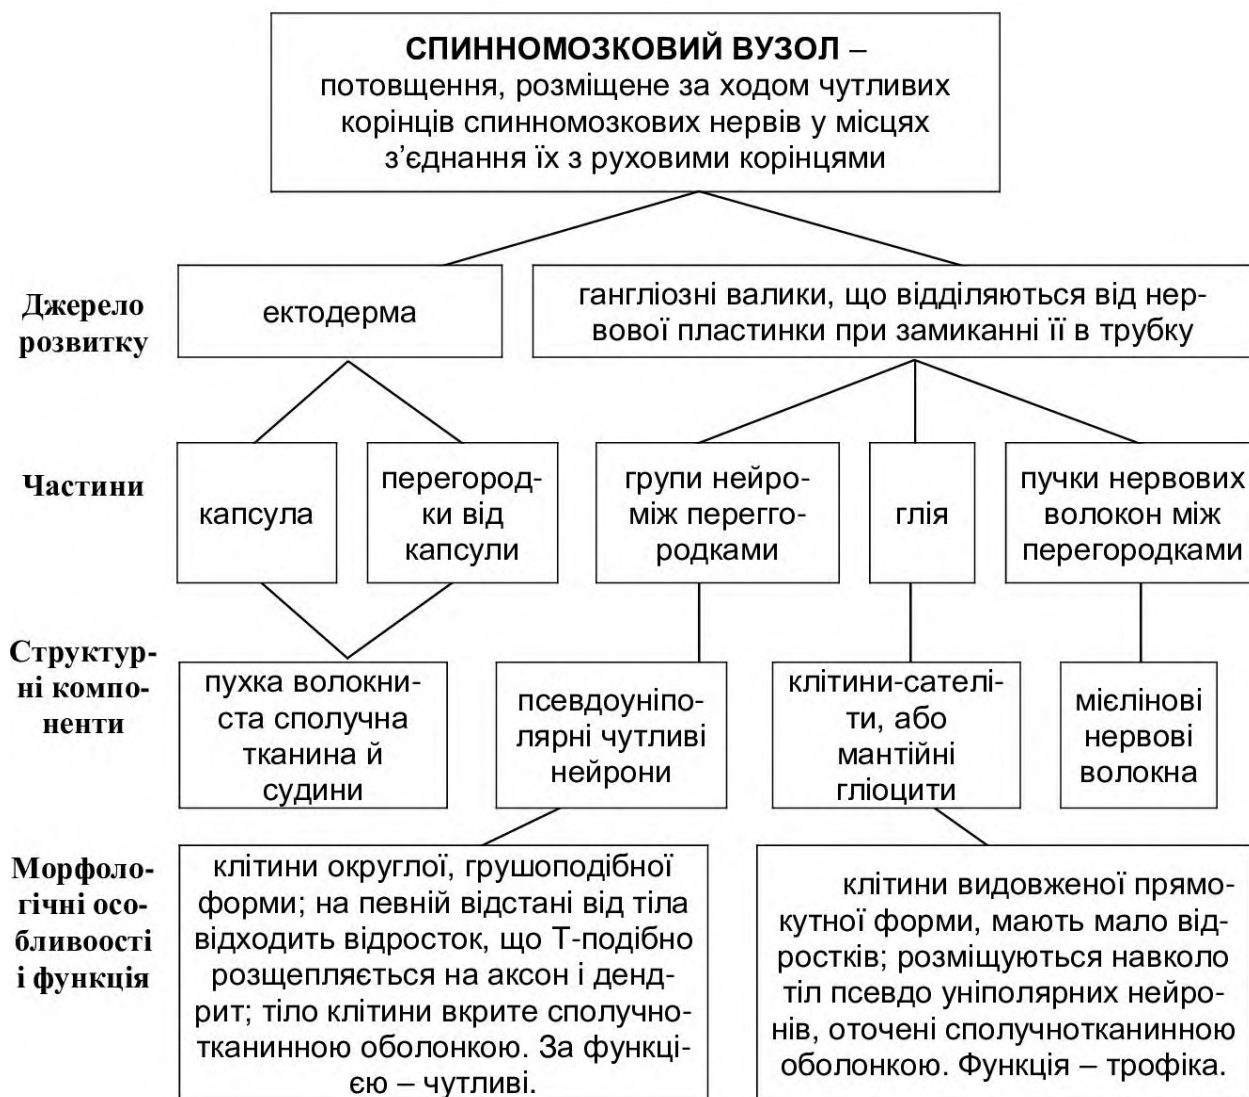 СПИННОМОЗКОВИЙ ВУЗОЛ –
потовщення, розміщене за ходом чутливих
корінців спинномозкових нервів у місцях
з’єднання їх з руховими корінцями
Джерело
розвитку
ектодерма
гангліозні валики, що відділяються від нер-
вової пластинки при замиканні її в трубку
Частини
капсула
перегород-
ки від
капсули
групи нейро-
між перегго-
родками
глія
пучки нервових
волокон між
перегородками
Структур-
ні компо-
ненти
пухка волокни-
ста сполучна
тканина й
судини
псевдоуніпо-
лярні чутливі
нейрони
клітини-сателі-
ти, або
мантійні
гліоцити
мієлінові
нервові
волокна
Морфоло-
гічні осо-
бливоості
і функція
клітини округлої, грушоподібної
форми; на певній відстані від тіла
відходить відросток, що Т-подібно
розщепляється на аксон і денд-
рит; тіло клітини вкрите сполучно-
тканинною оболонкою. За функці-
єю – чутливі.
клітини видовженої прямо-
кутної форми, мають мало від-
ростків; розміщуються навколо
тіл псевдо уніполярних нейро-
нів, оточені сполучнотканинною
оболонкою. Функція – трофіка.